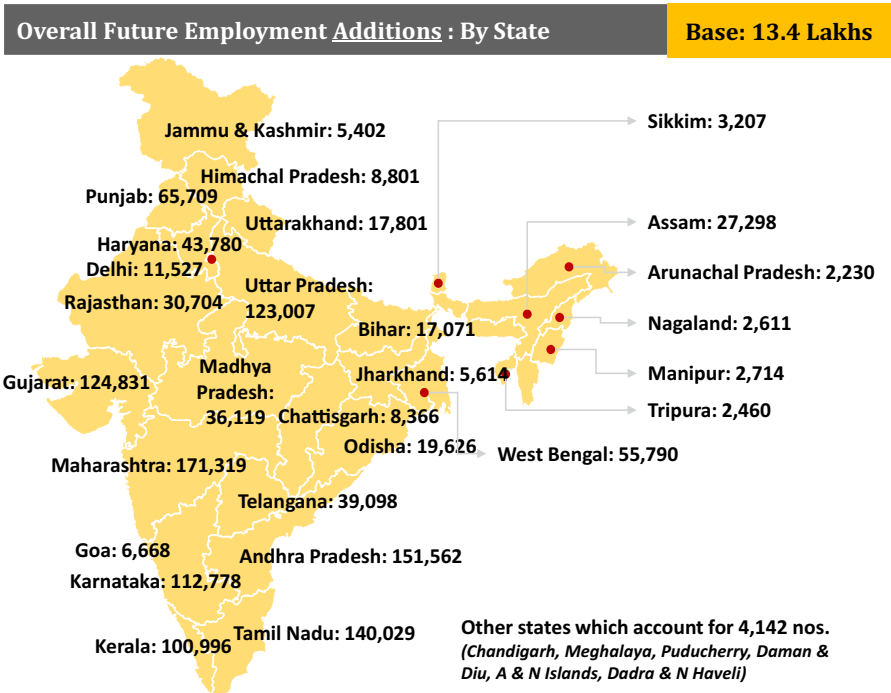 Overall Future Employment Additions : By State
Base: 13.4 Lakhs
Jammu & Kashmir: 5,402
Sikkim: 3,207
Himachal Pradesh: 8,801
Punjab: 65,709
Uttarakhand: 17,801
Assam: 27,298
Haryana: 43,780
Delhi: 11,527
Arunachal Pradesh: 2,230
Rajasthan: 30,704
Uttar Pradesh:
123,007
Bihar: 17,071
Nagaland: 2,611
Gujarat: 124,831
Madhya
Pradesh:
36,119
Jharkhand: 5,614
Manipur: 2,714
Chattisgarh: 8,366
Tripura: 2,460
Odisha: 19,626
West Bengal: 55,790
Maharashtra: 171,319
Telangana: 39,098
Goa: 6,668
Andhra Pradesh: 151,562
Karnataka: 112,778
Kerala: 100,996
Tamil Nadu: 140,029
Other states which account for 4,142 nos.
(Chandigarh, Meghalaya, Puducherry, Daman &
Diu, A & N Islands, Dadra & N Haveli)